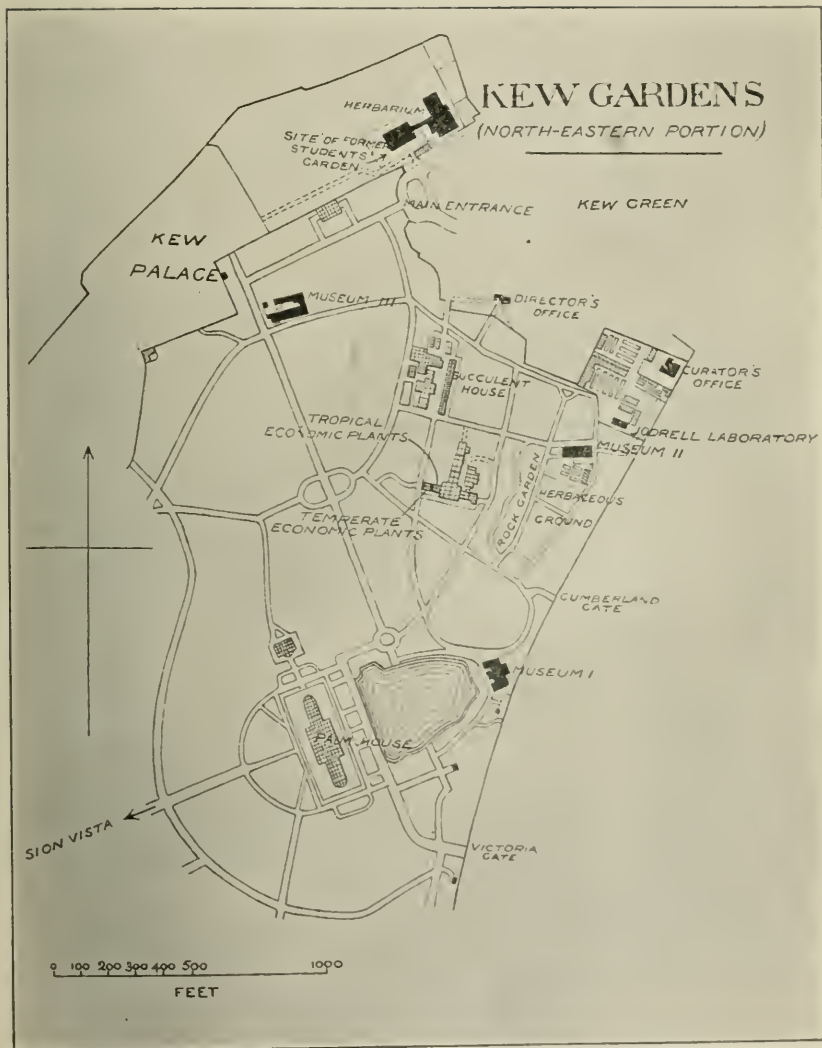 KEW GARDENS
(NORTH-EASTERN PORTION)
HERBARIUM
SITE OF FORMER
STUDENTS'
GARDEN
MAIN ENTRANCE
KEW GREEN
KEW
PALACE
MUSEUM III
DIRECTOR'S
OFFICE
SUCCULENT
HOUSE
CURATOR'S
OFFICE
TROPICAL
ECONOMIC PLANTS
JODRELL LABORATORY
MUSEUM II
ROCK GARDEN
HERBACEOUS
GROUND
TEMPERATE
ECONOMIC PLANTS
CUMBERLAND
GATE
MUSEUM I
PALM HOUSE
SION VISTA
VICTORIA
GATE
0 100 200 300 400 500 1000
FEET